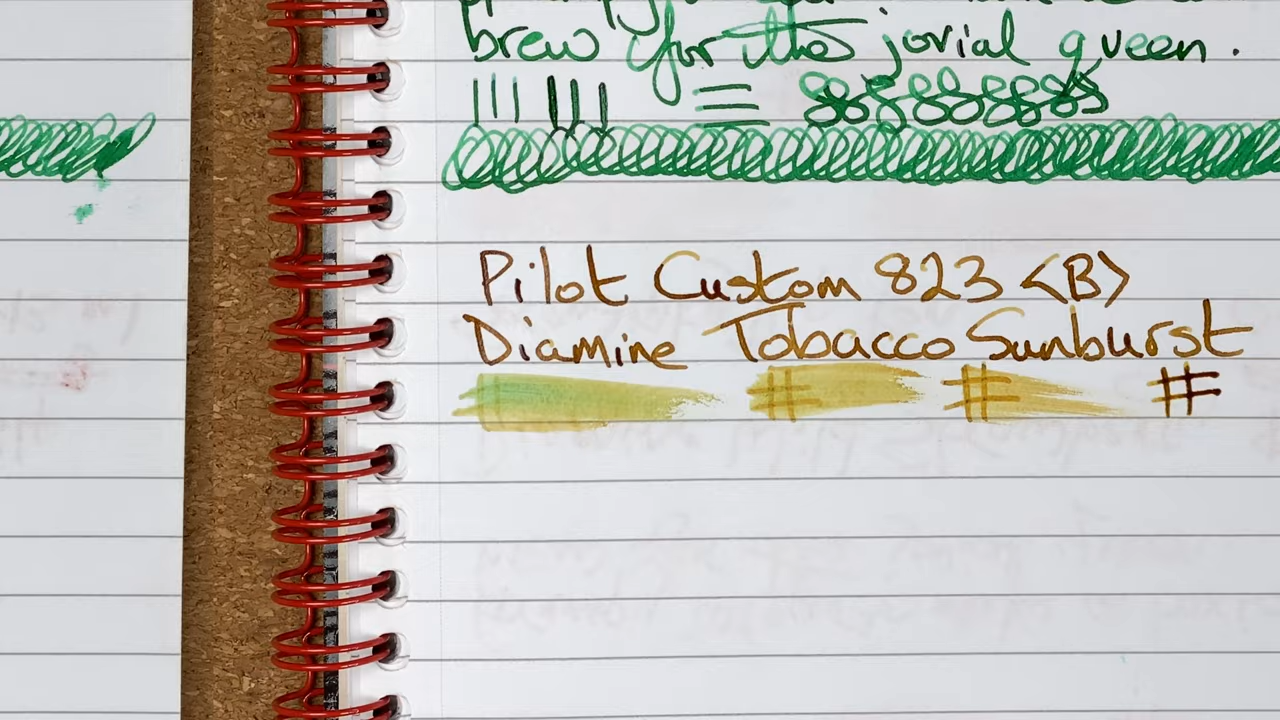 brew for the jovial queen.
Pilot Custom 823 <B>
Diamine Tobacco Sunburst
# # #